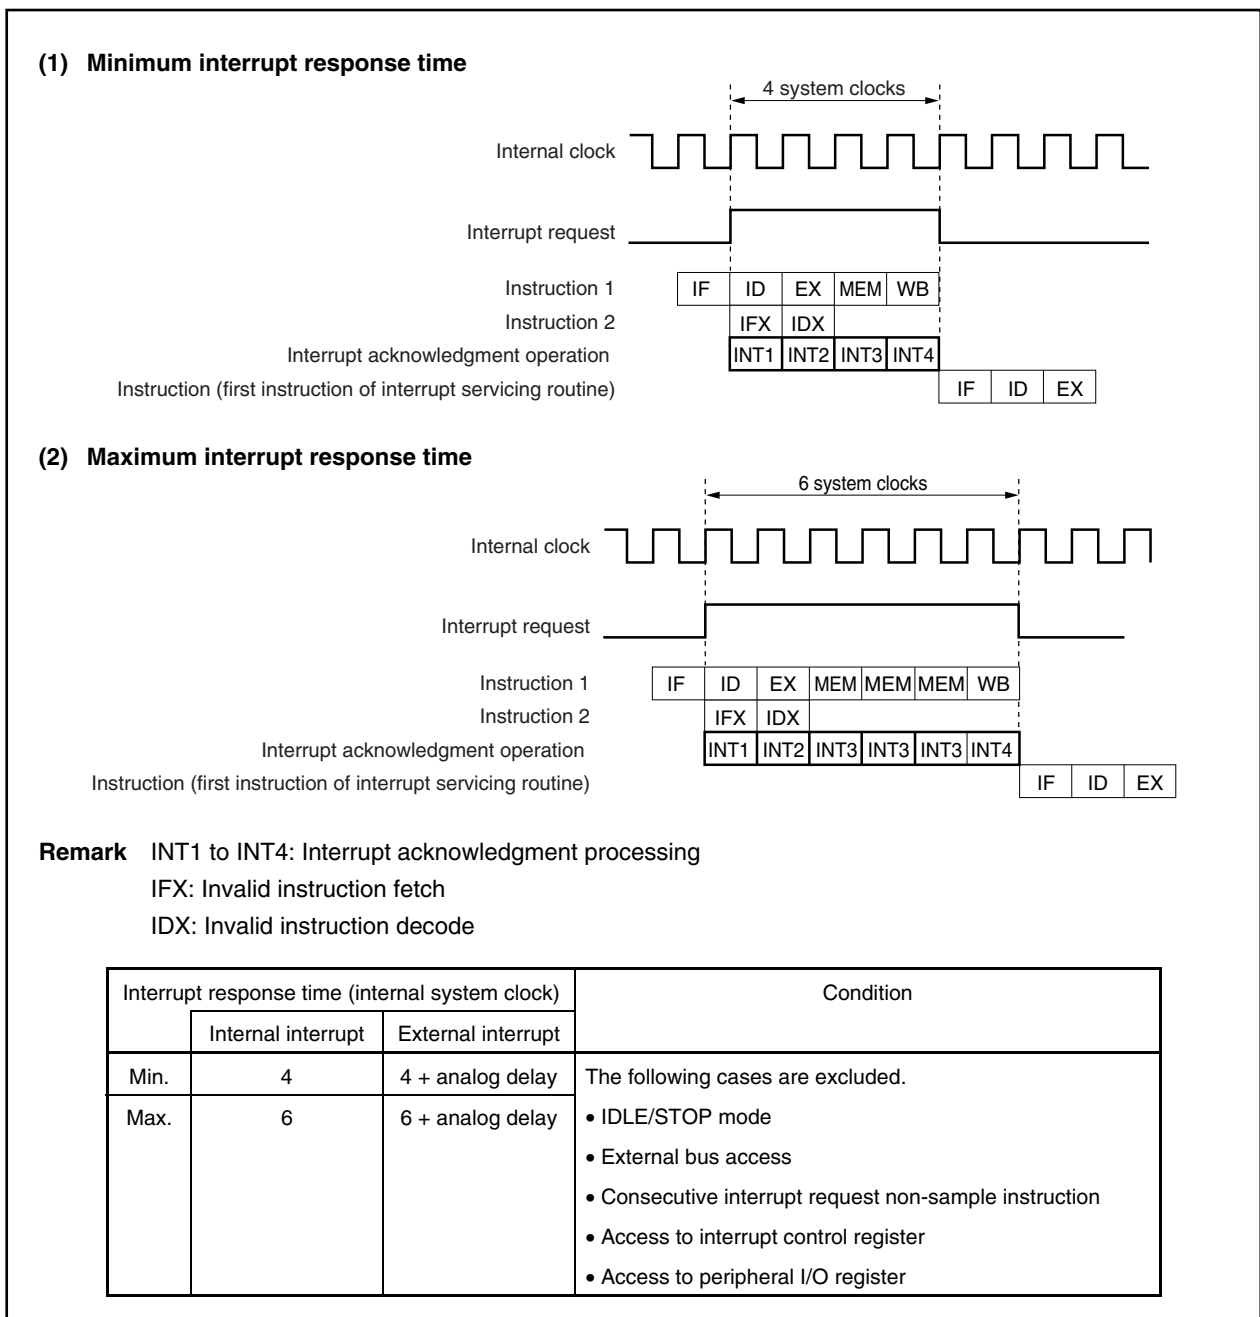 (1) Minimum interrupt response time
4 system clocks
Internal clock
Interrupt request
Instruction 1 IF ID EX MEM WB
Instruction 2 IFX IDX
Interrupt acknowledgment operation INT1 INT2 INT3 INT4
Instruction (first instruction of interrupt servicing routine) IF ID EX
(2) Maximum interrupt response time
6 system clocks
Internal clock
Interrupt request
Instruction 1 IF ID EX MEM MEM MEM WB
Instruction 2 IFX IDX
Interrupt acknowledgment operation INT1 INT2 INT3 INT3 INT3 INT4
Instruction (first instruction of interrupt servicing routine) IF ID EX
Remark INT1 to INT4: Interrupt acknowledgment processing
IFX: Invalid instruction fetch
IDX: Invalid instruction decode
Interrupt response time (internal system clock) Condition
Internal interrupt External interrupt
Min. 4 4 + analog delay The following cases are excluded.
Max. 6 6 + analog delay • IDLE/STOP mode
• External bus access
• Consecutive interrupt request non-sample instruction
• Access to interrupt control register
• Access to peripheral I/O register